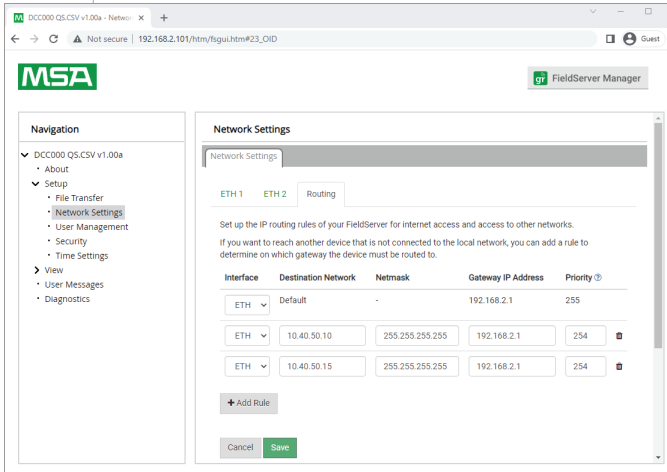 DCC000 QS.CSV v1.00a - Networ
Not secure | 192.168.2.101/htm/fsgui.htm#23_OID
Guest
MSA
gr FieldServer Manager
Navigation
DCC000 QS.CSV v1.00a
About
Setup
File Transfer
Network Settings
User Management
Security
Time Settings
View
User Messages
Diagnostics
Network Settings
Network Settings
ETH 1 ETH 2 Routing
Set up the IP routing rules of your FieldServer for internet access and access to other networks.
If you want to reach another device that is not connected to the local network, you can add a rule to
determine on which gateway the device must be routed to.
Interface Destination Network Netmask Gateway IP Address Priority ?
ETH Default - 192.168.2.1 255
ETH 10.40.50.10 255.255.255.255 192.168.2.1 254
ETH 10.40.50.15 255.255.255.255 192.168.2.1 254
+ Add Rule
Cancel Save